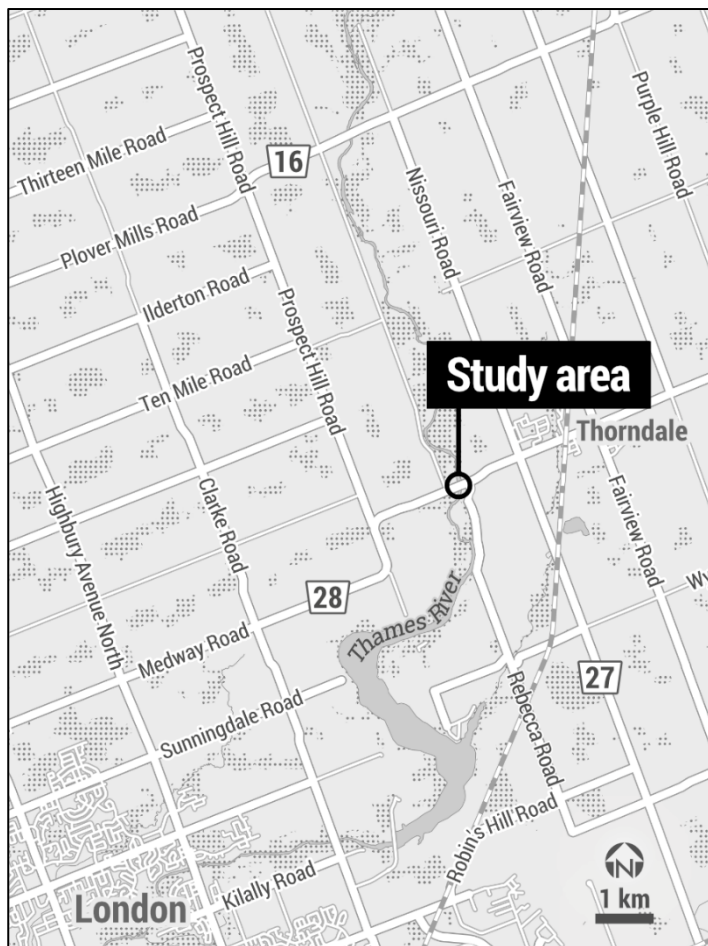 Prospect Hill Road
Purple Hill Road
Thirteen Mile Road
16
Nissouri Road
Fairview Road
Plover Mills Road
Ilderton Road
Prospect Hill Road
Ten Mile Road
Study area
Thorndale
Highbury Avenue North
Clarke Road
Fairview Road
28
Thames River
Wy
Medway Road
27
Sunningdale Road
Rebecca Road
Robin's Hill Road
N
Kilally Road
1 km
London